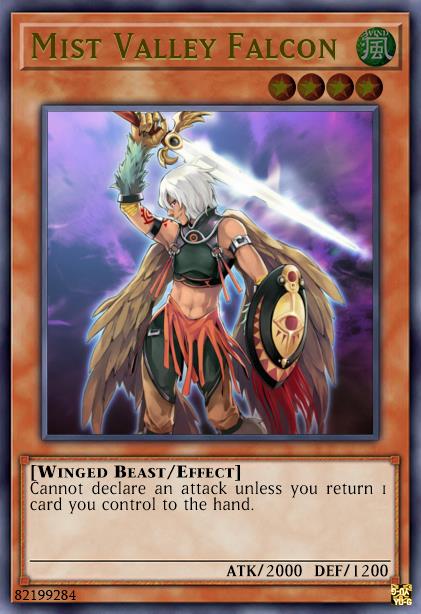 MIST VALLEY FALCON
WIND
風
[WINGED BEAST/EFFECT]
Cannot declare an attack unless you return 1
card you control to the hand.
ATK/2000 DEF/1200
82199284